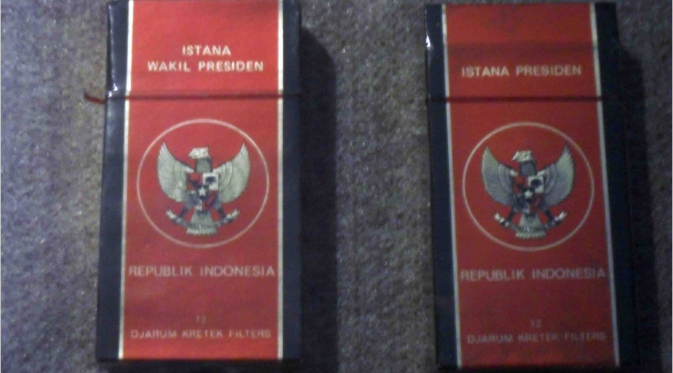 ISTANA
WAKIL PRESIDEN
REPUBLIK INDONESIA
12
DJARUM KRETEK FILTERS
ISTANA PRESIDEN
REPUBLIK INDONESIA
12
DJARUM KRETEK FILTERS